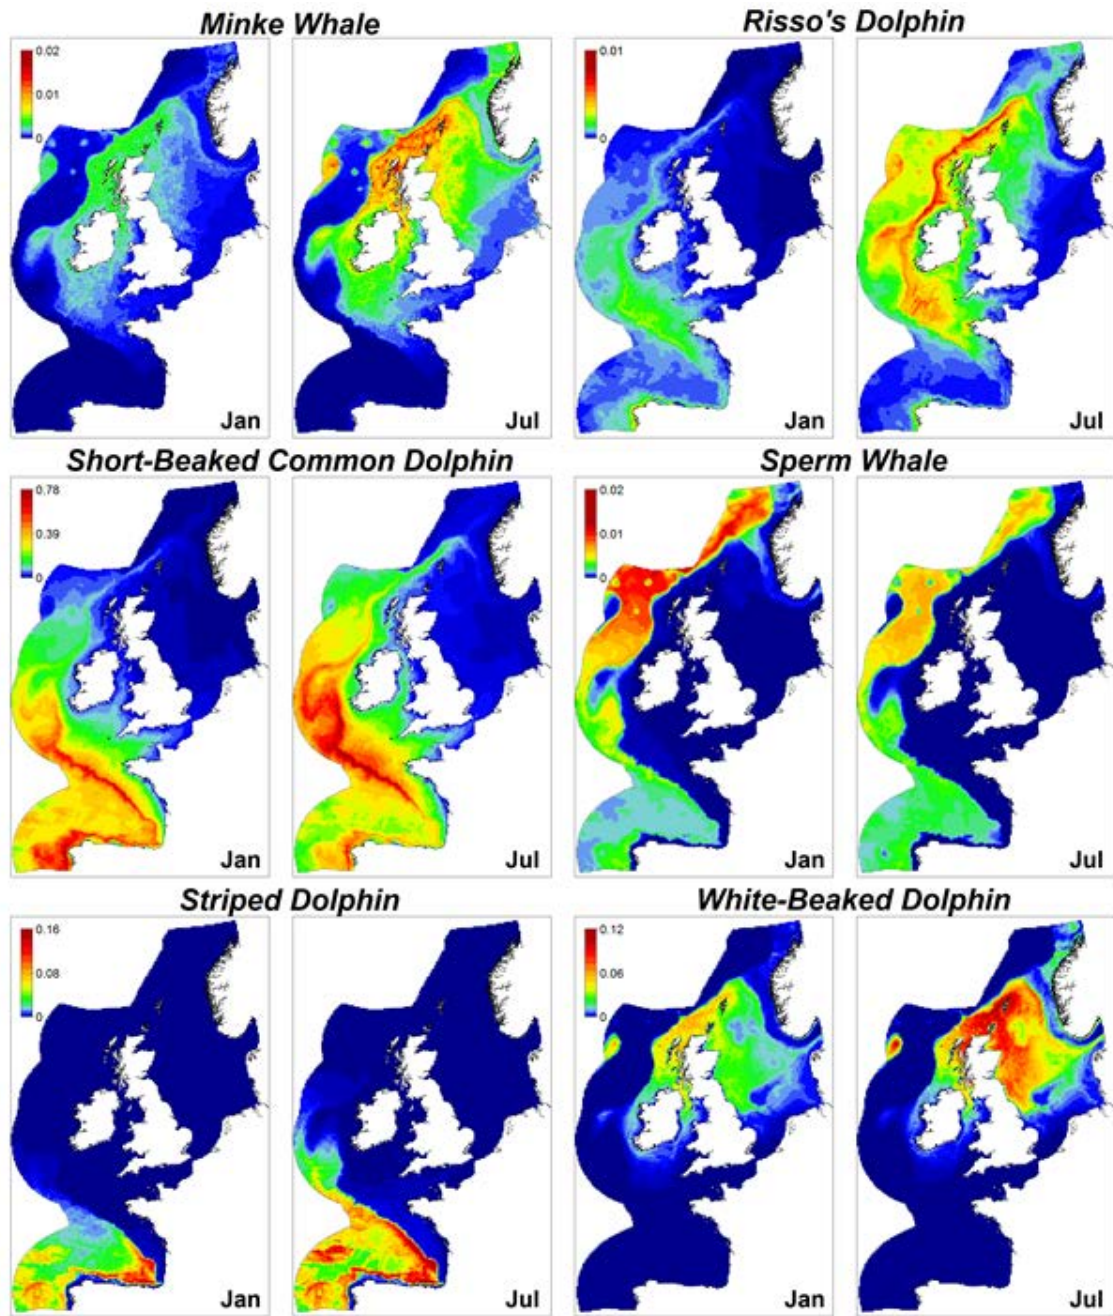 Minke Whale
Risso's Dolphin
0.02
0.01
0
Jan
Jul
0.01
0
Jan
Jul
Short-Beaked Common Dolphin
Sperm Whale
0.78
0.39
0
Jan
Jul
0.02
0.01
0
Jan
Jul
Striped Dolphin
White-Beaked Dolphin
0.16
0.08
0
Jan
Jul
0.12
0.06
0
Jan
Jul